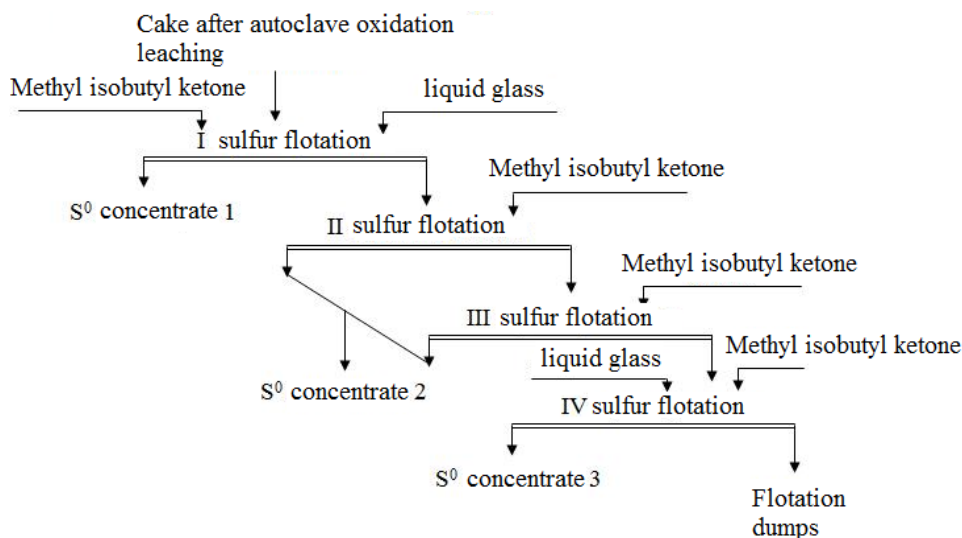 Cake after autoclave oxidation
leaching
Methyl isobutyl ketone
liquid glass
I sulfur flotation
Methyl isobutyl ketone
S⁰ concentrate 1
II sulfur flotation
Methyl isobutyl ketone
III sulfur flotation
liquid glass
Methyl isobutyl ketone
S⁰ concentrate 2
IV sulfur flotation
S⁰ concentrate 3
Flotation
dumps